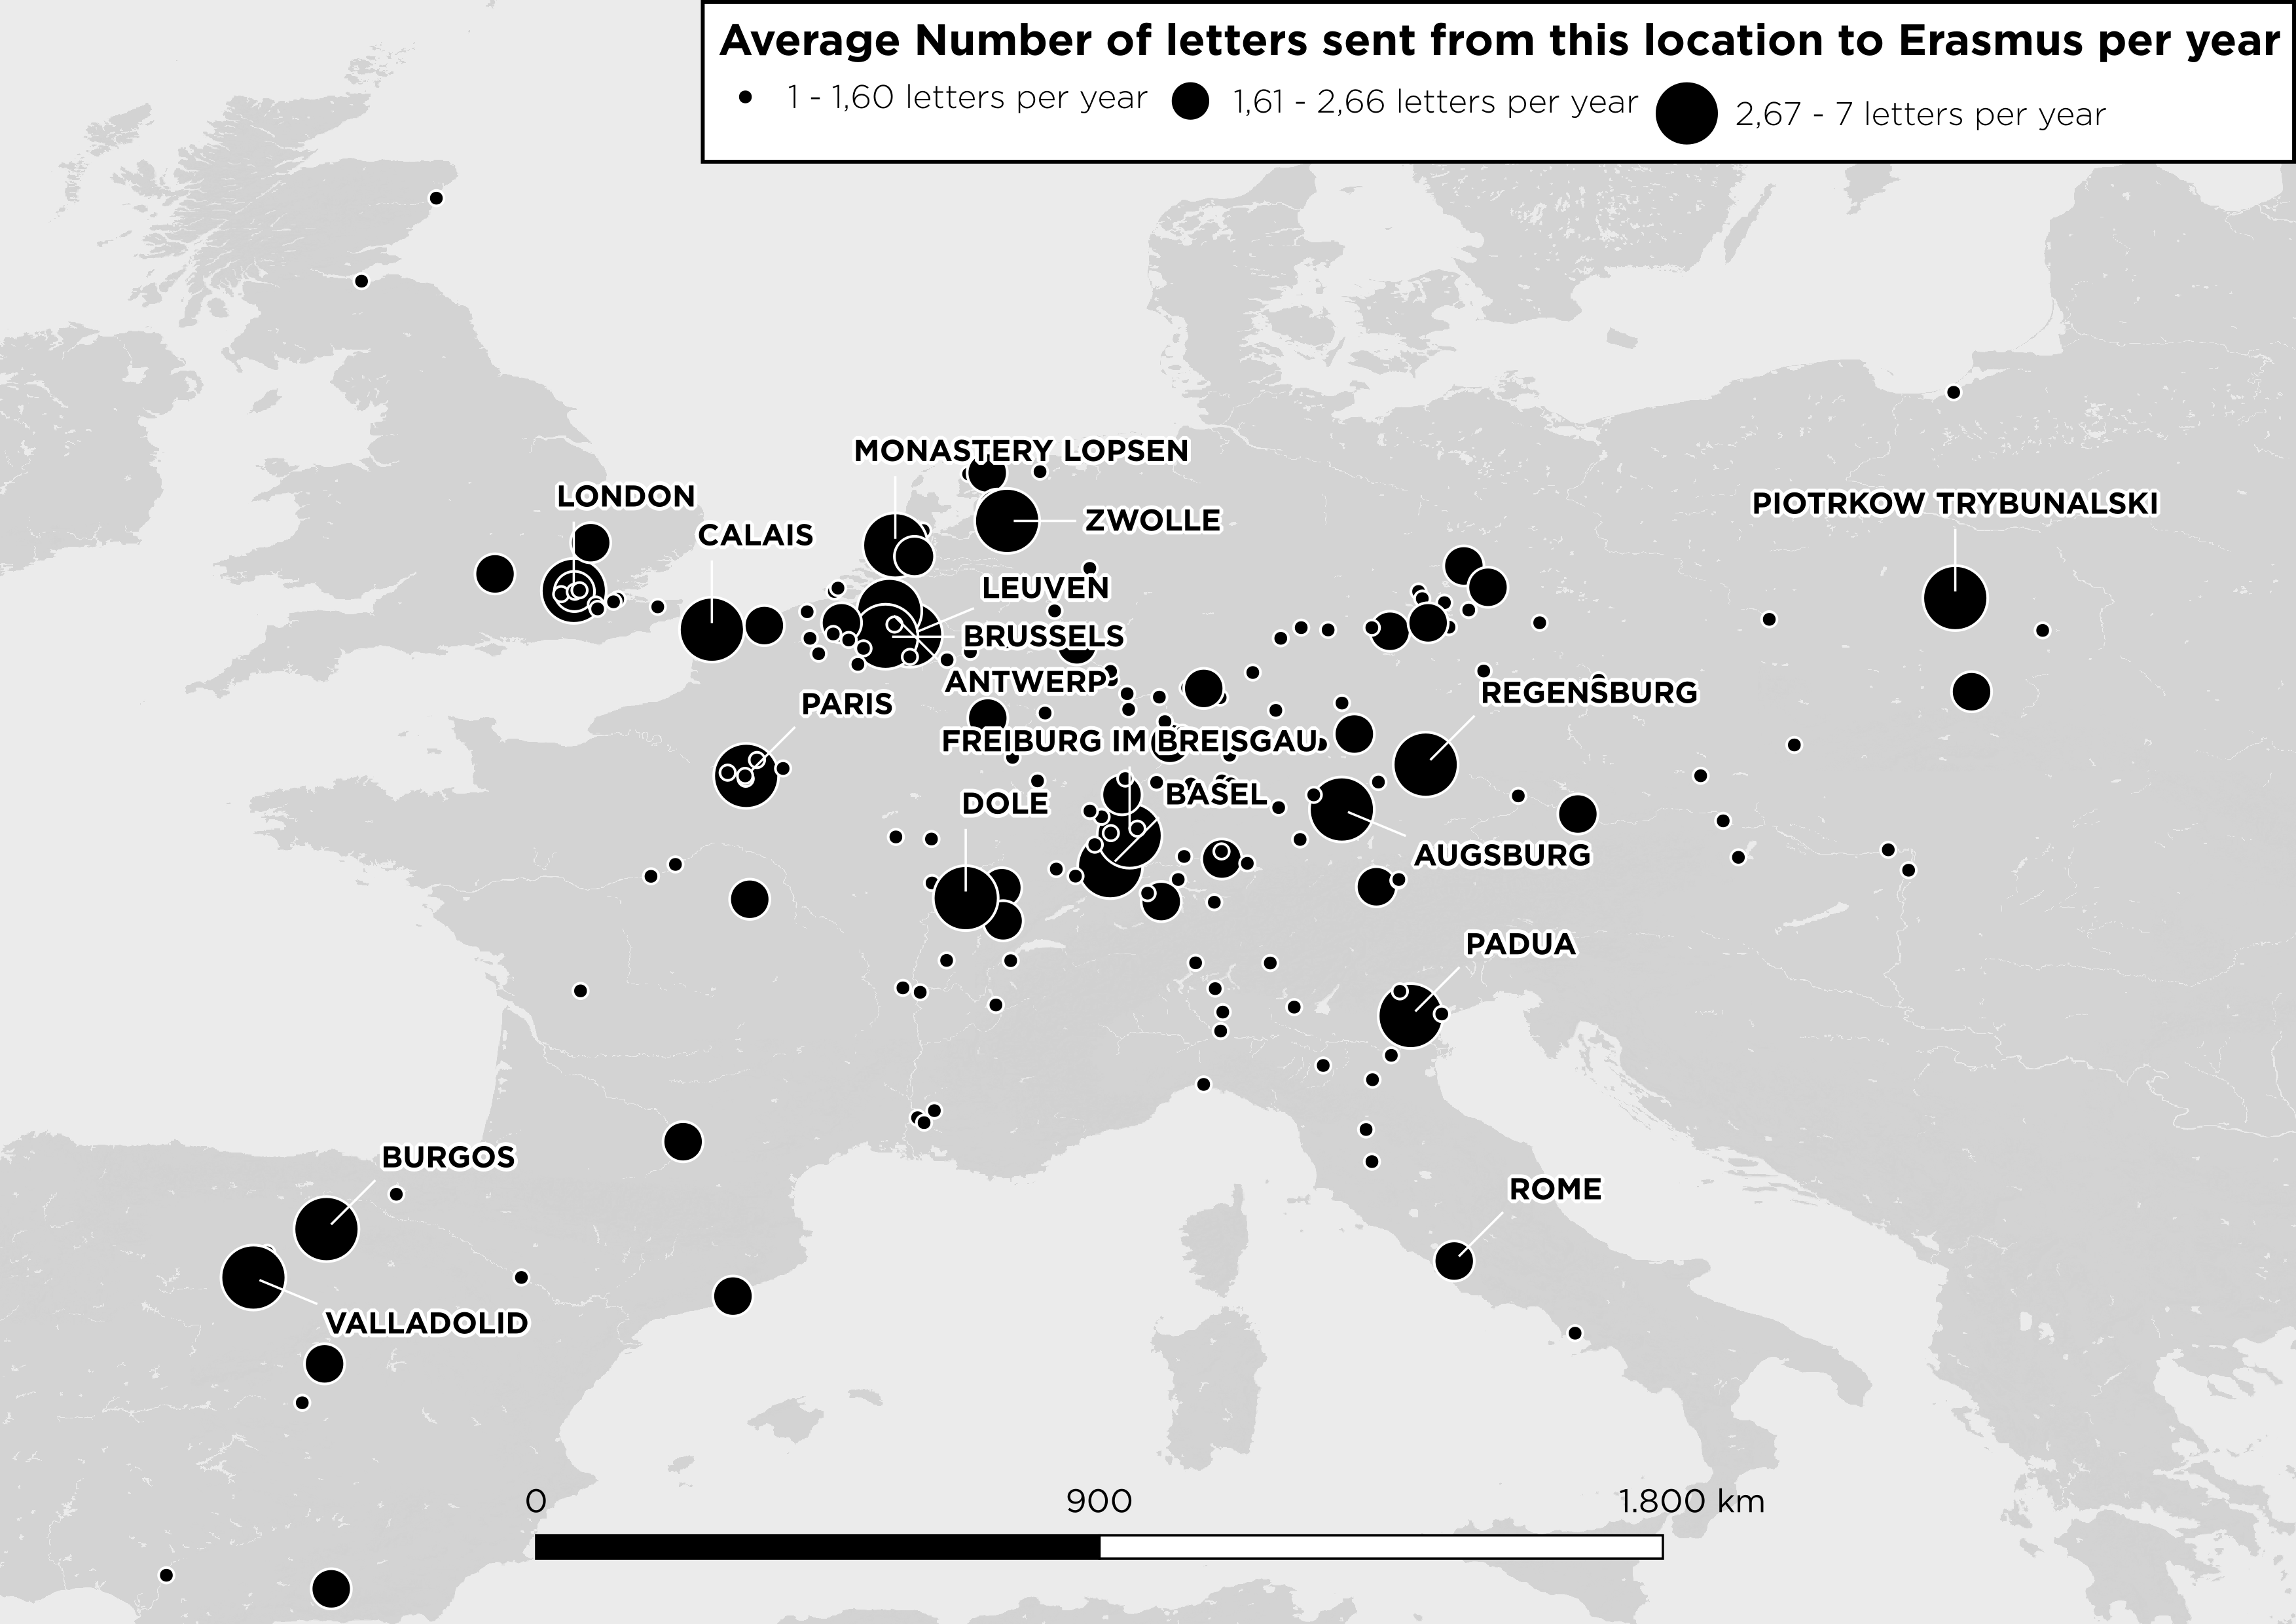 Average Number of letters sent from this location to Erasmus per year
1 - 1,60 letters per year
1,61 - 2,66 letters per year
2,67 - 7 letters per year
MONASTERY LOPSEN
LONDON
PIOTRKOW TRYBUNALSKI
ZWOLLE
CALAIS
LEUVEN
BRUSSELS
ANTWERP
REGENSBURG
PARIS
FREIBURG IM BREISGAU
BASEL
DOLE
AUGSBURG
PADUA
BURGOS
ROME
VALLADOLID
0 900 1.800 km